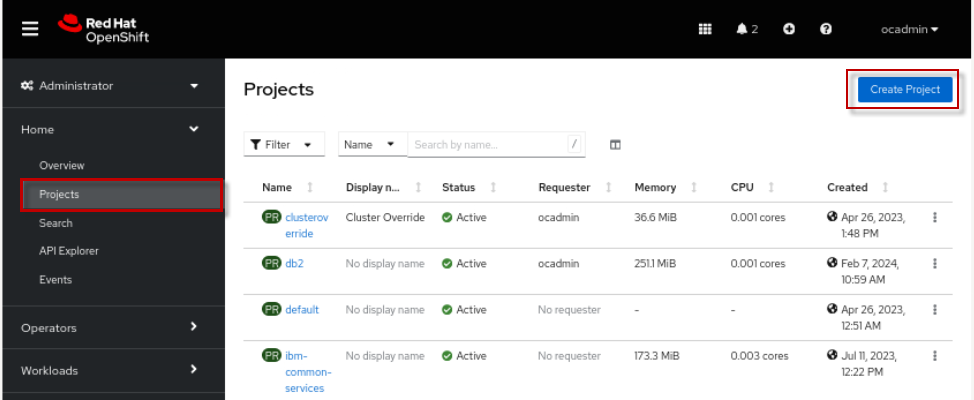 Red Hat
OpenShift
2
ocadmin
Administrator
Home
Overview
Projects
Search
API Explorer
Events
Operators
Workloads
Projects
Create Project
Filter
Name
Search by name...
/
Name Display n... Status Requester Memory CPU Created
PR clusterov Cluster Override Active ocadmin 36.6 MiB 0.001 cores Apr 26, 2023,
erride 1:48 PM
PR db2 No display name Active ocadmin 251.1 MiB 0.001 cores Feb 7, 2024,
10:59 AM
PR default No display name Active No requester - - Apr 26, 2023,
12:51 AM
PR ibm- No display name Active No requester 173.3 MiB 0.003 cores Jul 11, 2023,
common- 12:22 PM
services